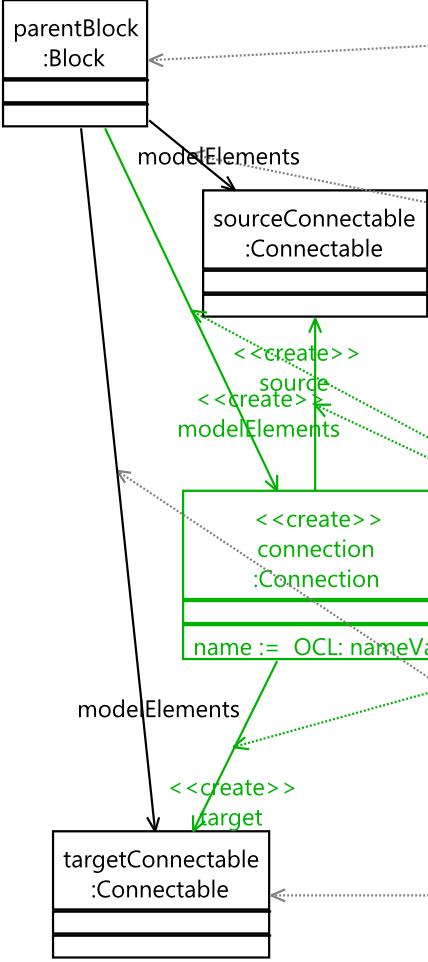 parentBlock
:Block
modelElements
sourceConnectable
:Connectable
<<create>>
source
<<create>>
modelElements
<<create>>
connection
:Connection
name := OCL: nameVa
modelElements
<<create>>
target
targetConnectable
:Connectable